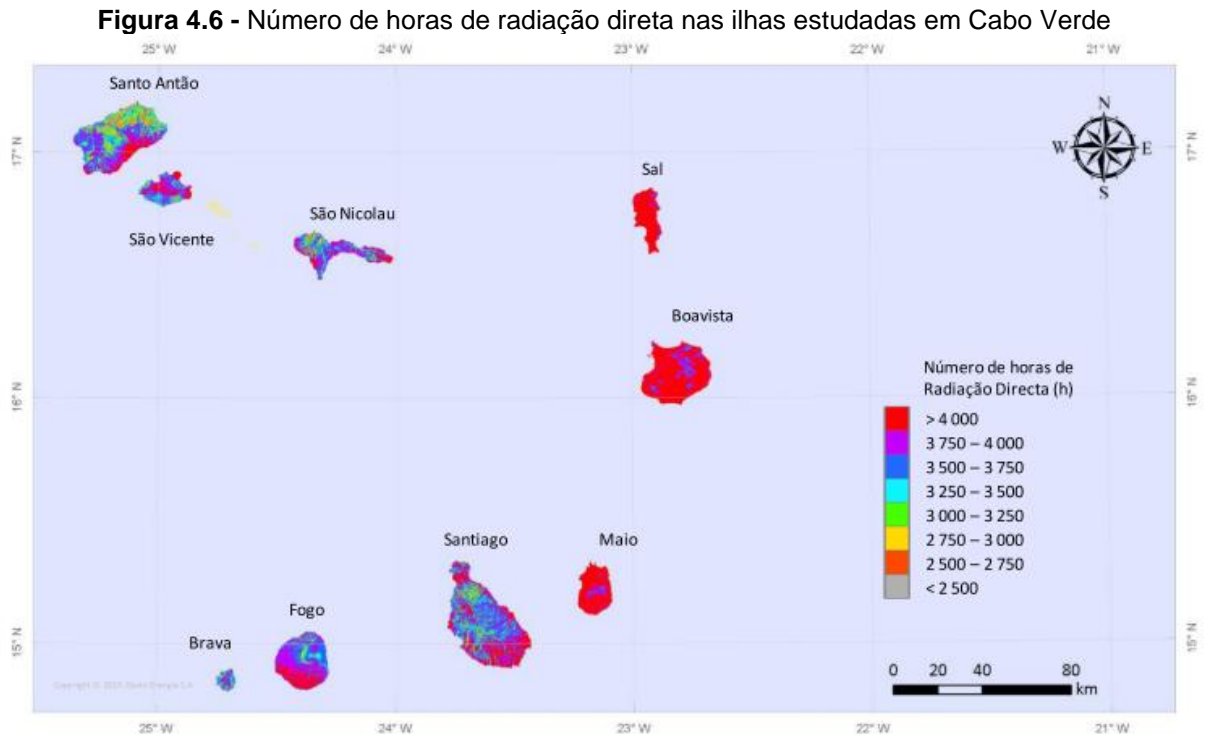 Figura 4.6 - Número de horas de radiação direta nas ilhas estudadas em Cabo Verde
25° W 24° W 23° W 22° W 21° W
Santo Antão
N
17° N
W E
17° N
S
Sal
São Nicolau
São Vicente
Boavista
Número de horas de
Radiação Directa (h)
16° N
16° N
> 4 000
3 750 – 4 000
3 500 – 3 750
3 250 – 3 500
3 000 – 3 250
2 750 – 3 000
2 500 – 2 750
< 2 500
Santiago
Maio
Fogo
Brava
15° N
15° N
0 20 40 80
km
25° W 24° W 23° W 22° W 21° W